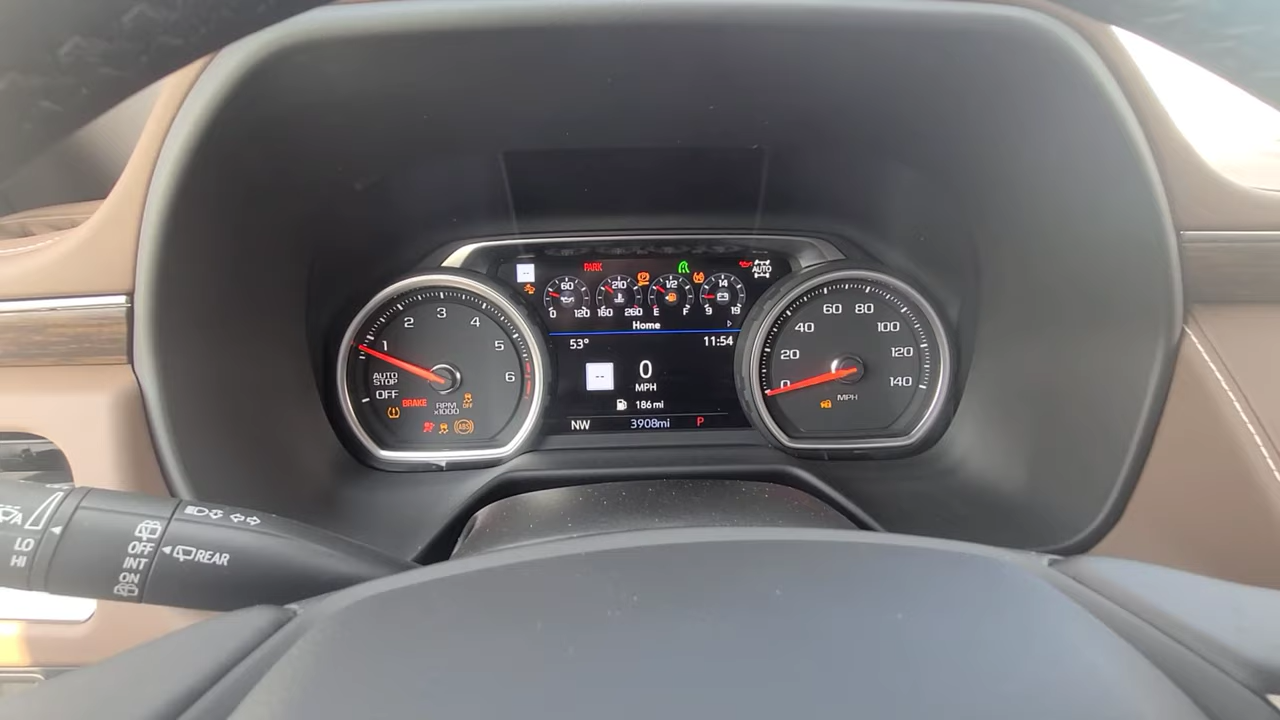 PARK
AUTO
60
0 120
210
160 260
1/2
E F
14
9 19
Home
53° 11:54
--
0
MPH
186 mi
NW 3908mi P
1 2 3 4 5 6
AUTO
STOP
OFF
BRAKE
RPM
x1000
OFF
ABS
0 20 40 60 80 100 120 140
MPH
A
LO
HI
OFF
INT
ON
REAR